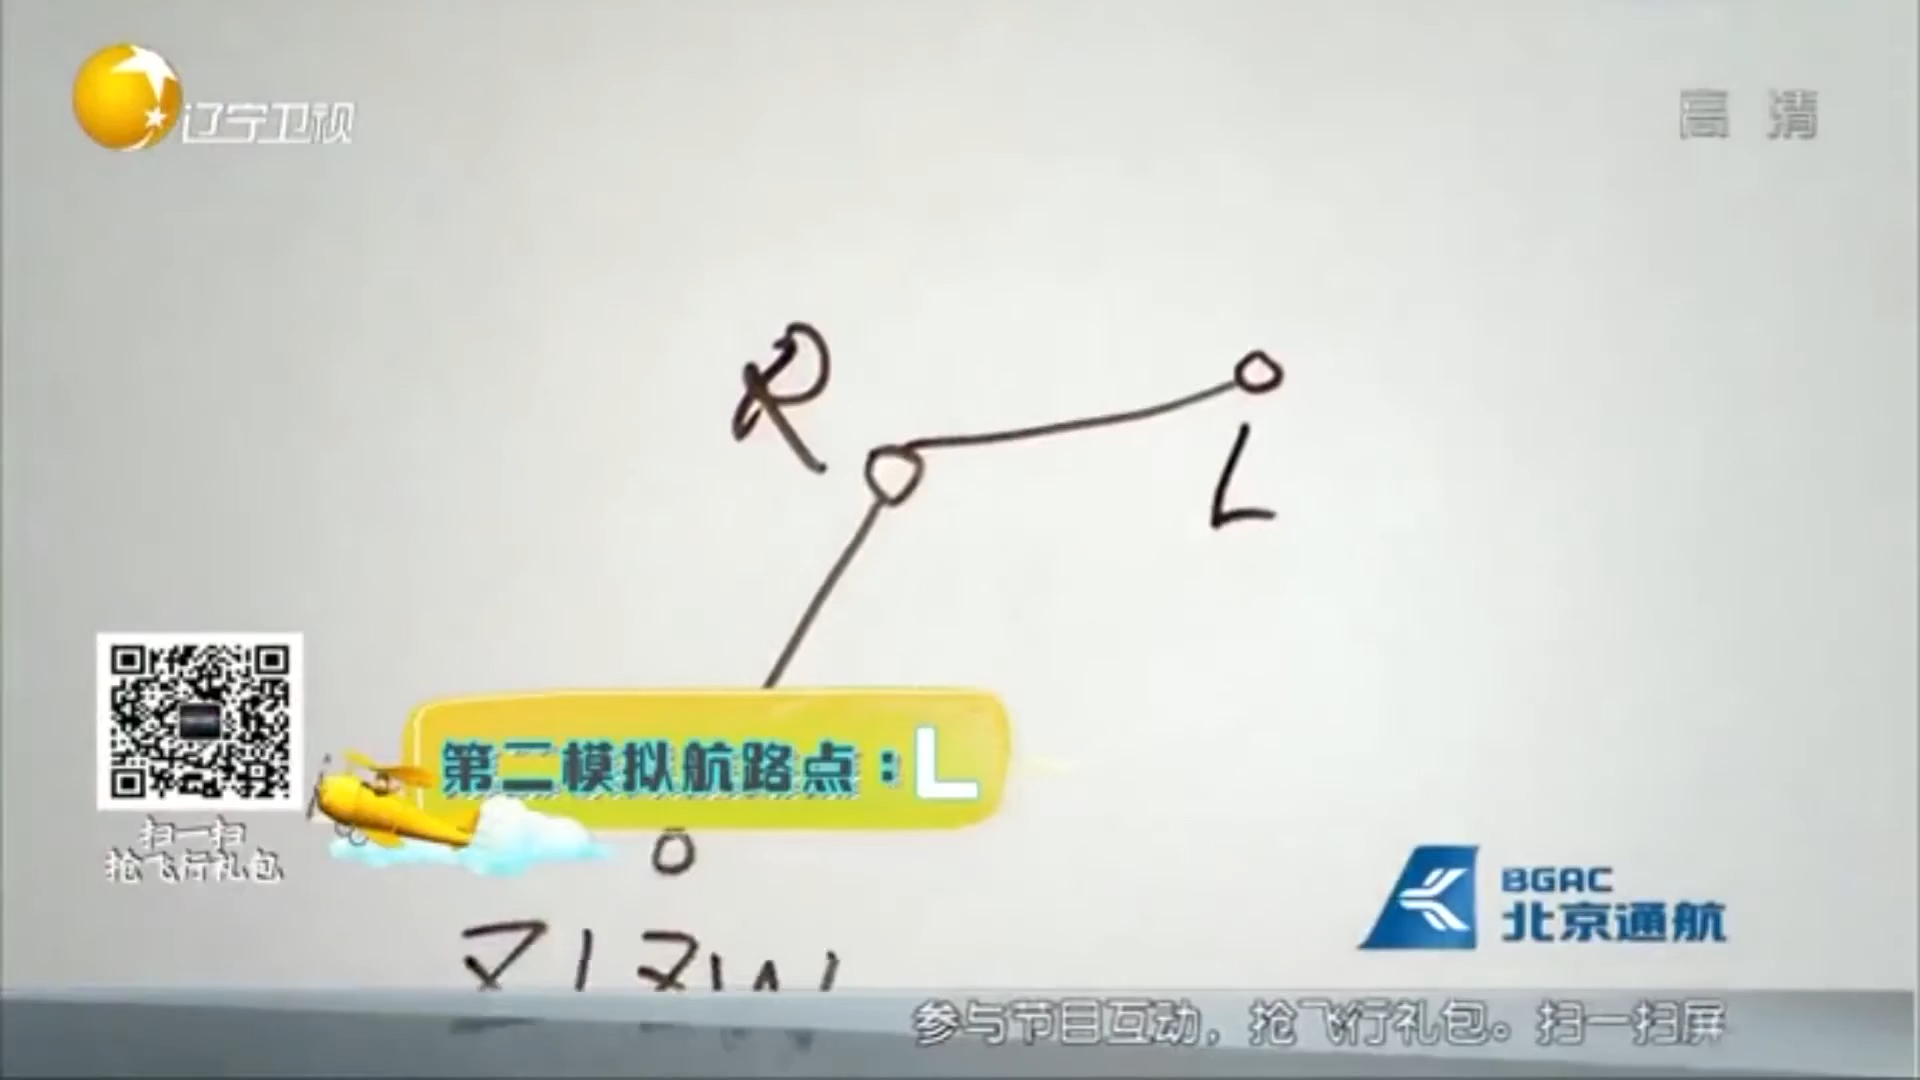 辽宁卫视
高清
R
L
第二模拟航路点：L
扫一扫
抢飞行礼包
BGAC
北京通航
参与节目互动，抢飞行礼包。扫一扫屏